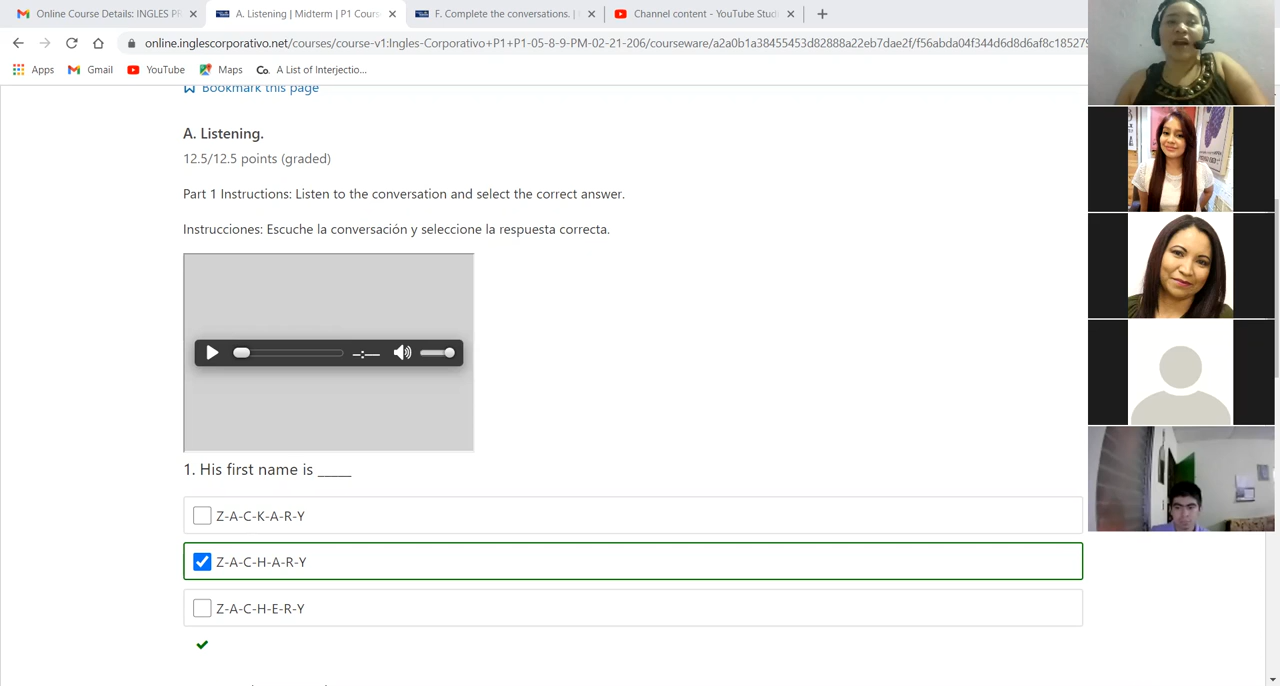 Online Course Details: INGLES PR
A. Listening | Midterm | P1 Cours
F. Complete the conversations. |
Channel content - YouTube Stud
online.inglescorporativo.net/courses/course-v1:Ingles-Corporativo+P1+P1-05-8-9-PM-02-21-206/courseware/a2a0b1a38455453d82888a22eb7dae2f/f56abda04f344d6d8d6af8c185279
Apps
Gmail
YouTube
Maps
Co. A List of Interjectio...
Bookmark this page
A. Listening.
12.5/12.5 points (graded)
Part 1 Instructions: Listen to the conversation and select the correct answer.
Instrucciones: Escuche la conversación y seleccione la respuesta correcta.
--:--
1. His first name is _____
Z-A-C-K-A-R-Y
Z-A-C-H-A-R-Y
Z-A-C-H-E-R-Y